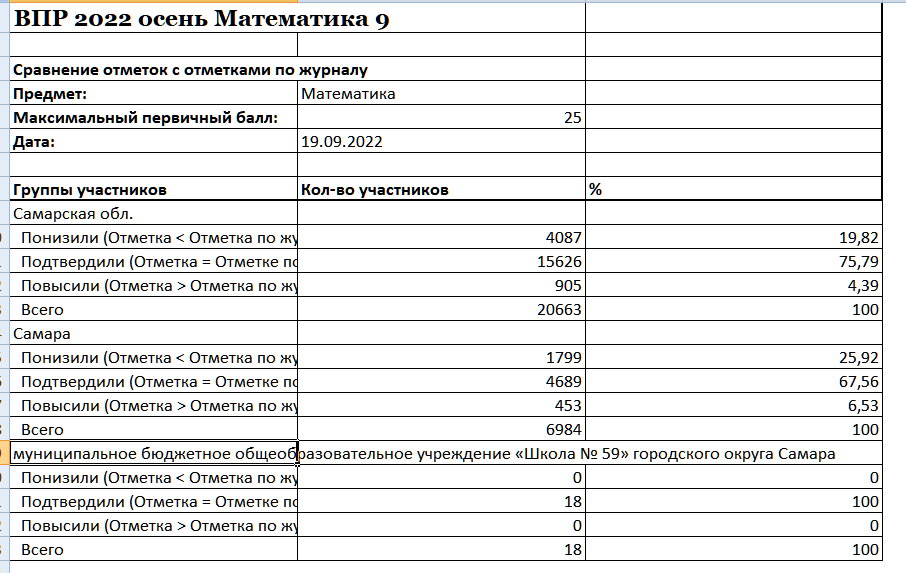 ВПР 2022 осень Математика 9
Сравнение отметок с отметками по журналу
Предмет: Математика
Максимальный первичный балл: 25
Дата: 19.09.2022
Группы участников Кол-во участников %
Самарская обл.
Понизили (Отметка < Отметка по жу 4087 19,82
Подтвердили (Отметка = Отметке по 15626 75,79
Повысили (Отметка > Отметка по жу 905 4,39
Всего 20663 100
Самара
Понизили (Отметка < Отметка по жу 1799 25,92
Подтвердили (Отметка = Отметке по 4689 67,56
Повысили (Отметка > Отметка по жу 453 6,53
Всего 6984 100
муниципальное бюджетное общеобразовательное учреждение «Школа № 59» городского округа Самара
Понизили (Отметка < Отметка по жу 0 0
Подтвердили (Отметка = Отметке по 18 100
Повысили (Отметка > Отметка по жу 0 0
Всего 18 100